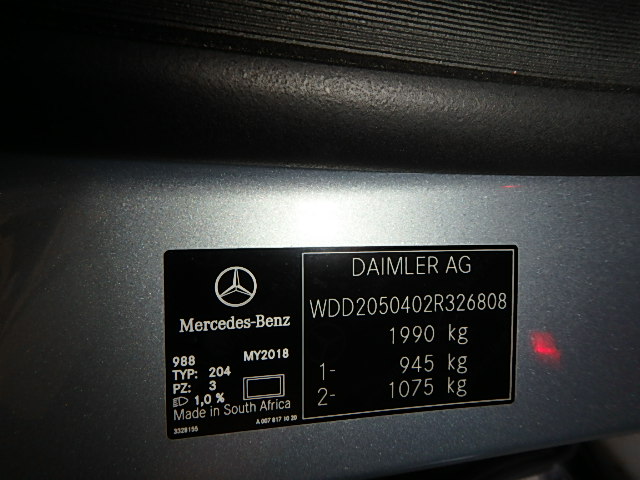 DAIMLER AG
Mercedes-Benz
WDD2050402R326808
1990 kg
1- 945 kg
2- 1075 kg
988 MY2018
TYP: 204
PZ: 3
1,0 %
Made in South Africa
3328155
A 007 817 10 20